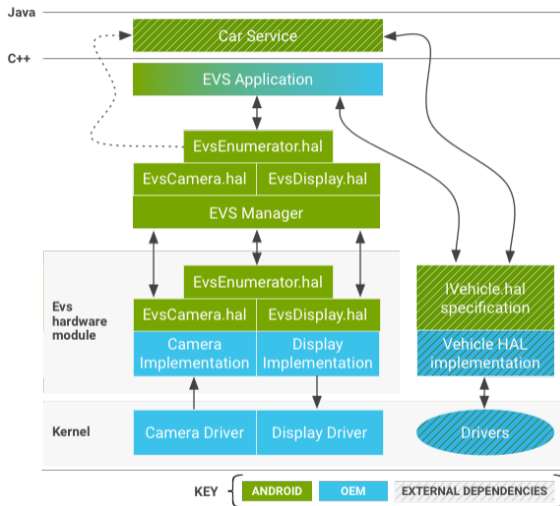 Java
Car Service
C++
EVS Application
EvsEnumerator.hal
EvsCamera.hal
EvsDisplay.hal
EVS Manager
Evs
hardware
module
EvsEnumerator.hal
EvsCamera.hal
EvsDisplay.hal
Camera
Implementation
Display
Implementation
IVehicle.hal
specification
Vehicle HAL
implementation
Kernel
Camera Driver
Display Driver
Drivers
KEY
ANDROID
OEM
EXTERNAL DEPENDENCIES